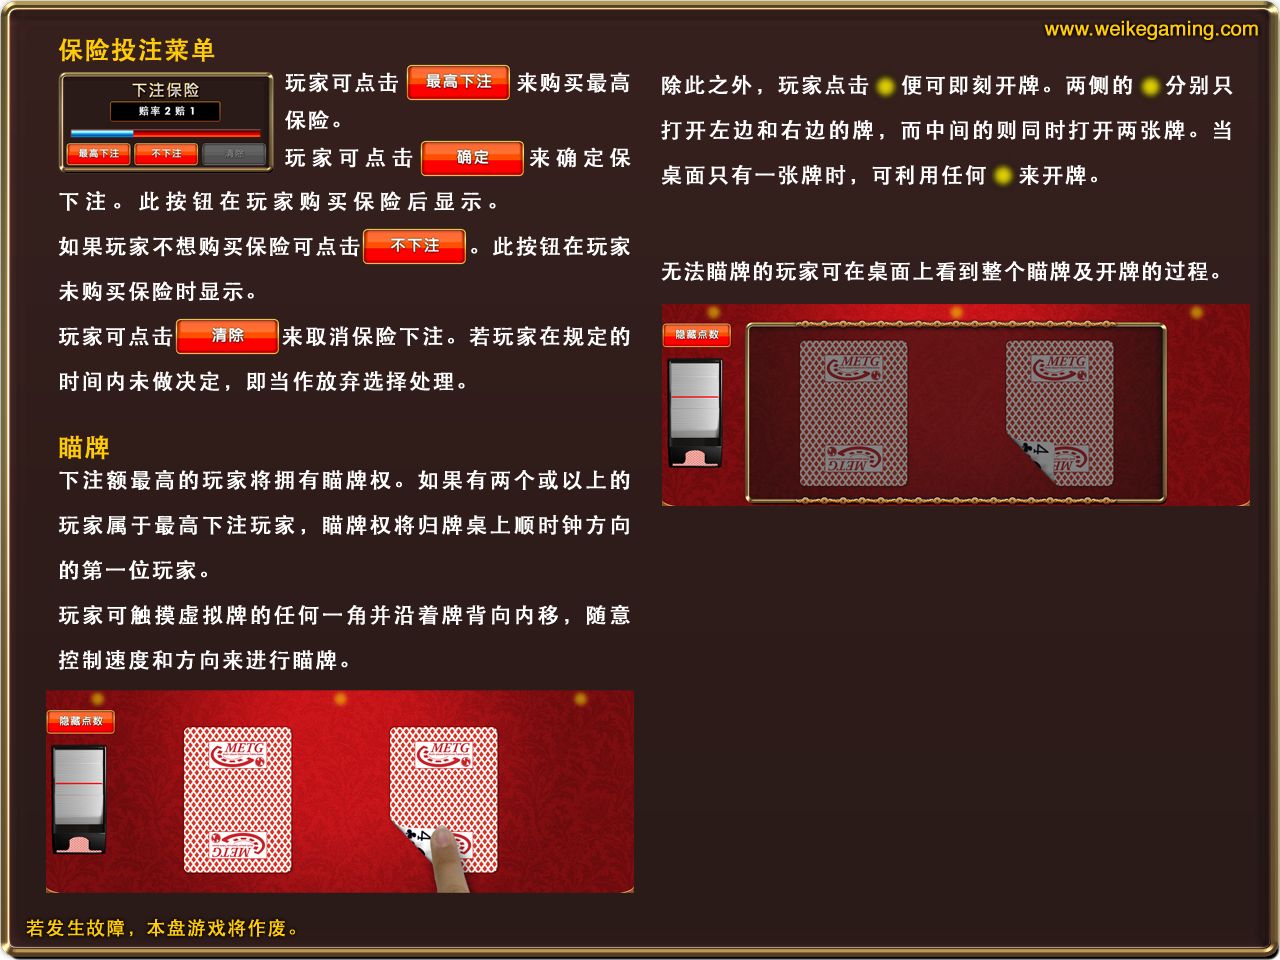 www.weikegaming.com
保险投注菜单
下注保险
赔率 2 赔 1
最高下注 不下注 清除
玩家可点击 最高下注 来购买最高
保险。
玩家可点击 确定 来确定保
下注。此按钮在玩家购买保险后显示。
如果玩家不想购买保险可点击 不下注 。此按钮在玩家
未购买保险时显示。
玩家可点击 清除 来取消保险下注。若玩家在规定的
时间内未做决定，即当作放弃选择处理。
瞄牌
下注额最高的玩家将拥有瞄牌权。如果有两个或以上的
玩家属于最高下注玩家，瞄牌权将归牌桌上顺时钟方向
的第一位玩家。
玩家可触摸虚拟牌的任何一角并沿着牌背向内移，随意
控制速度和方向来进行瞄牌。
隐藏点数
METG
METG
METG
METG
4
除此之外，玩家点击 便可即刻开牌。两侧的 分别只
打开左边和右边的牌，而中间的则同时打开两张牌。当
桌面只有一张牌时，可利用任何 来开牌。
无法瞄牌的玩家可在桌面上看到整个瞄牌及开牌的过程。
隐藏点数
METG
METG
METG
METG
4
若发生故障，本盘游戏将作废。